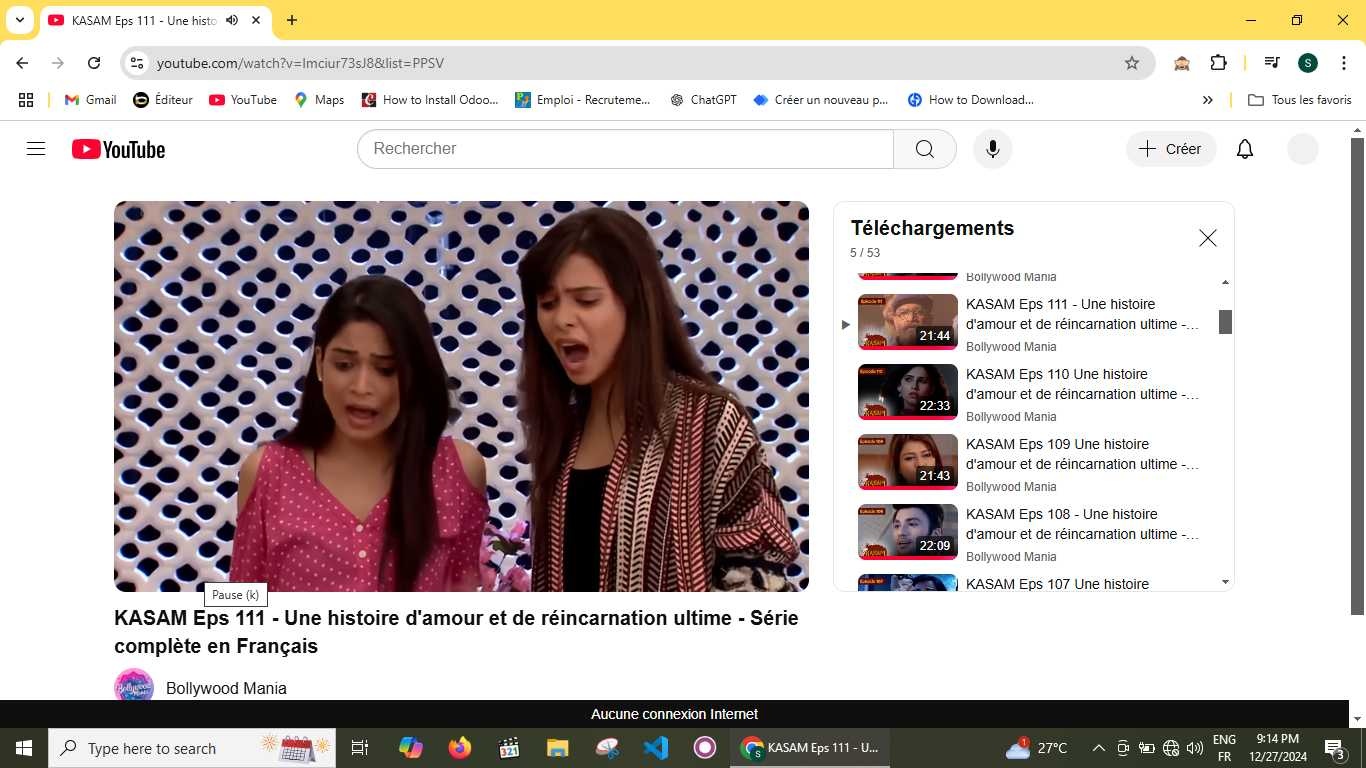 KASAM Eps 111 - Une histo
youtube.com/watch?v=Imciur73sJ8&list=PPSV
S
Gmail
Éditeur
YouTube
Maps
How to Install Odoo...
Emploi - Recruteme...
ChatGPT
Créer un nouveau p...
How to Download...
Tous les favoris
YouTube
Rechercher
Créer
Téléchargements
5 / 53
Bollywood Mania
KASAM Eps 111 - Une histoire
d'amour et de réincarnation ultime -...
21:44
Bollywood Mania
KASAM Eps 110 Une histoire
d'amour et de réincarnation ultime -...
22:33
Bollywood Mania
KASAM Eps 109 Une histoire
d'amour et de réincarnation ultime -...
21:43
Bollywood Mania
KASAM Eps 108 - Une histoire
d'amour et de réincarnation ultime -...
22:09
Bollywood Mania
KASAM Eps 107 Une histoire
Pause (k)
KASAM Eps 111 - Une histoire d'amour et de réincarnation ultime - Série
complète en Français
Bollywood Mania
Aucune connexion Internet
Type here to search
321
KASAM Eps 111 - U...
1
27°C
ENG
FR
9:14 PM
12/27/2024
3